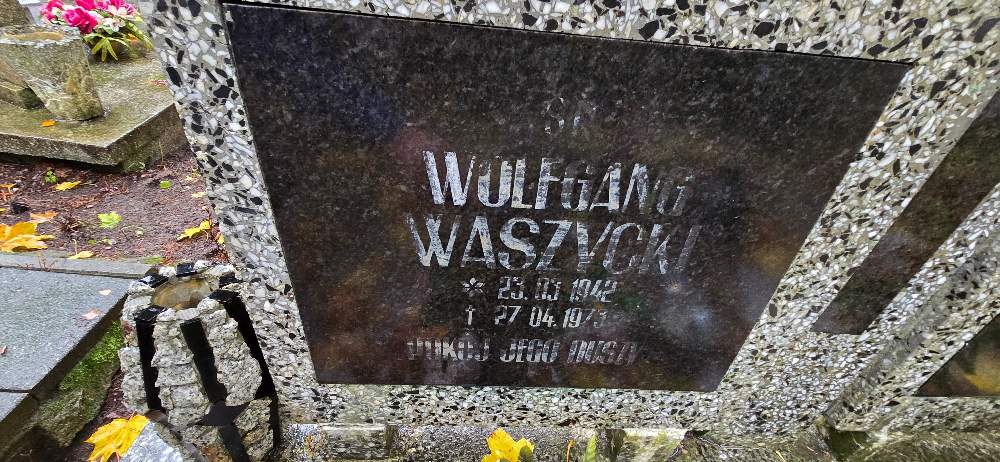 WOLFGANG
WASZYCKI
* 23.03 1942
† 27 04.1973
POKÓJ JEGO DUSZY